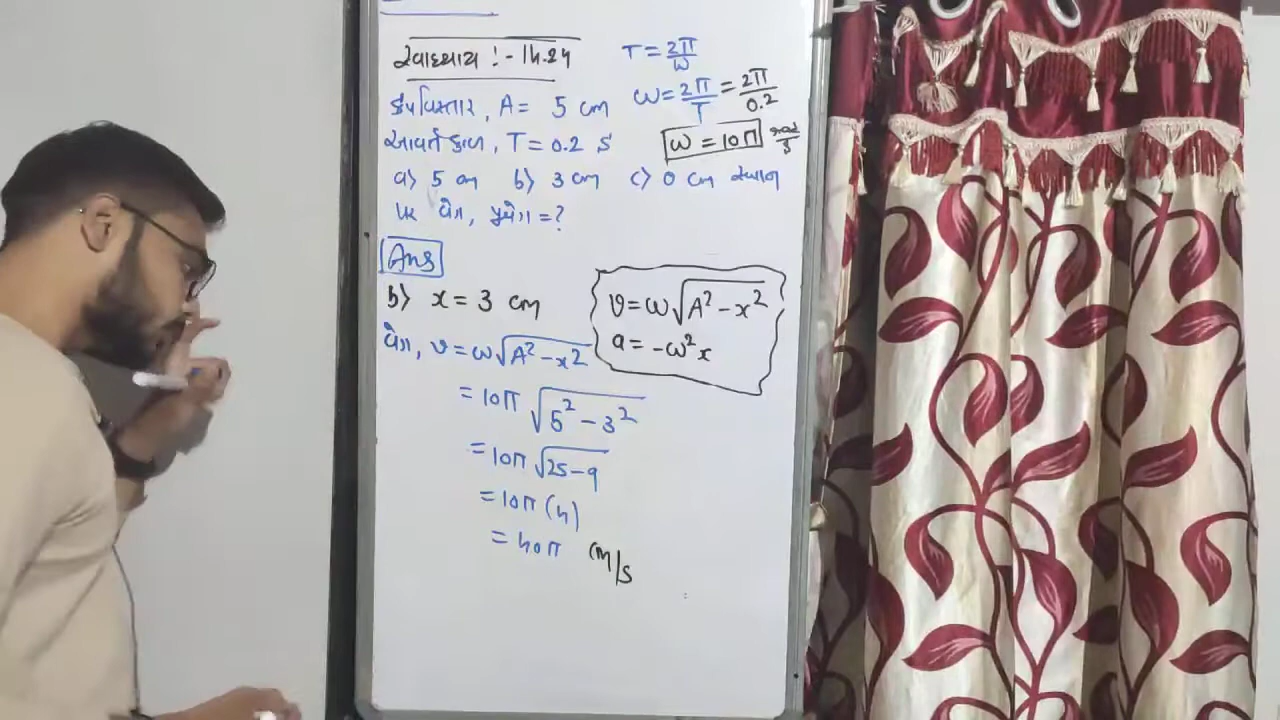 સ્વાધ્યાય :- 14.24
કંપવિસ્તાર, A = 5 cm
આવર્તકાળ, T = 0.2 s
a) 5 cm b) 3 cm c) 0 cm સ્થાન
પર વેગ, પ્રવેગ = ?
T = 2π/ω
ω = 2π/T = 2π/0.2
ω = 10π rad/s
Ans
b) x = 3 cm
વેગ, v = ω√(A² - x²)
= 10π √(5² - 3²)
= 10π √(25 - 9)
= 10π (4)
= 40π cm/s
v = ω√(A² - x²)
a = -ω²x